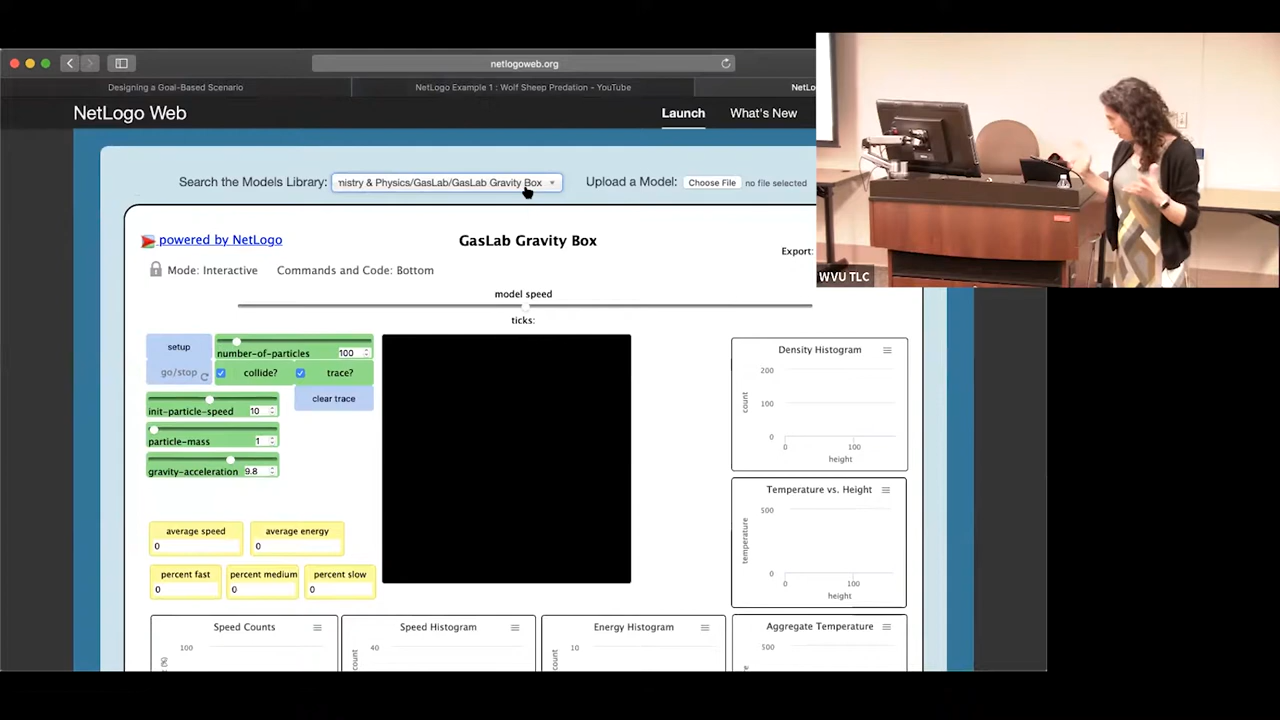 netlogoweb.org
Designing a Goal-Based Scenario
NetLogo Example 1 : Wolf Sheep Predation - YouTube
NetLo
NetLogo Web
Launch
What's New
Search the Models Library:
nistry & Physics/GasLab/GasLab Gravity Box
Upload a Model:
Choose File
no file selected
powered by NetLogo
GasLab Gravity Box
Export:
Mode: Interactive
Commands and Code: Bottom
WVU TLC
model speed
ticks:
setup
number-of-particles
100
go/stop
collide?
trace?
init-particle-speed
10
clear trace
particle-mass
1
gravity-acceleration
9.8
average speed
0
average energy
0
percent fast
0
percent medium
0
percent slow
0
Density Histogram
200
100
0
count
0
100
height
Temperature vs. Height
500
0
temperature
0
100
height
Speed Counts
100
(%)
Speed Histogram
40
count
Energy Histogram
10
count
Aggregate Temperature
500